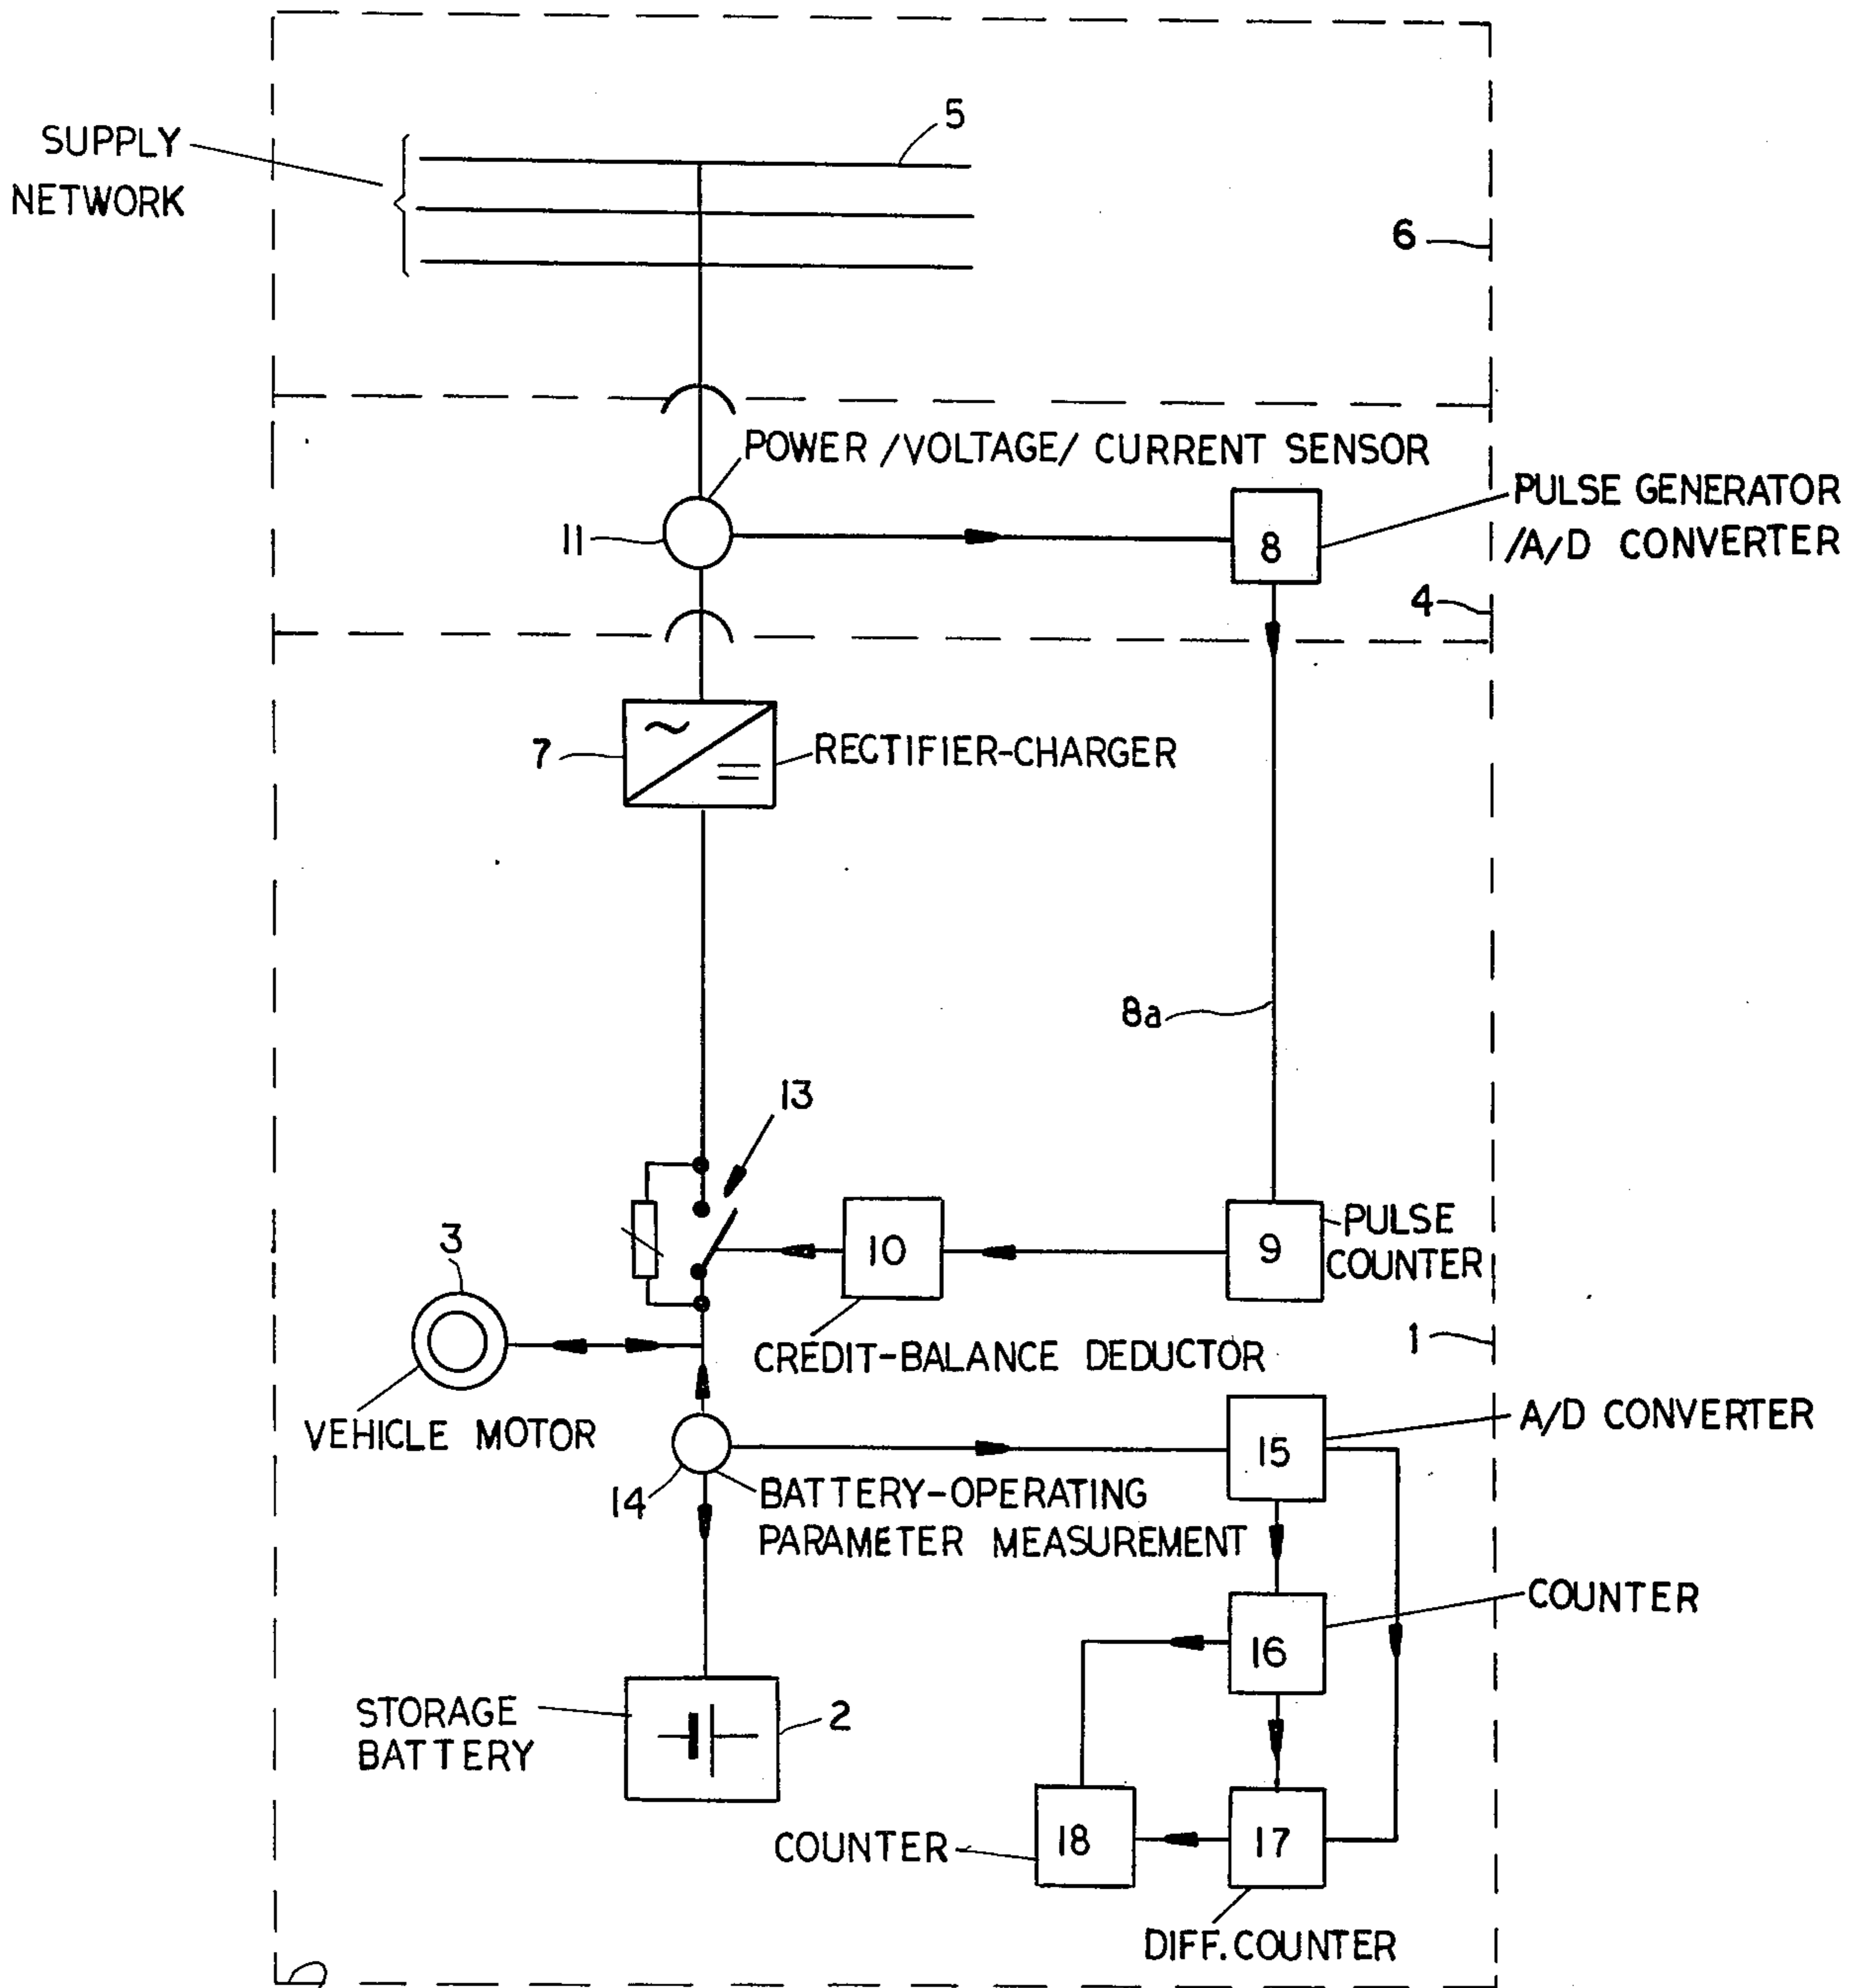 5
SUPPLY
NETWORK
6
POWER /VOLTAGE/ CURRENT SENSOR
11
8
PULSE GENERATOR
/A/D CONVERTER
4
7
RECTIFIER-CHARGER
8a
13
3
10
9
PULSE
COUNTER
1
CREDIT-BALANCE DEDUCTOR
VEHICLE MOTOR
14
BATTERY-OPERATING
PARAMETER MEASUREMENT
15
A/D CONVERTER
16
COUNTER
STORAGE
BATTERY
2
COUNTER
18
17
DIFF. COUNTER